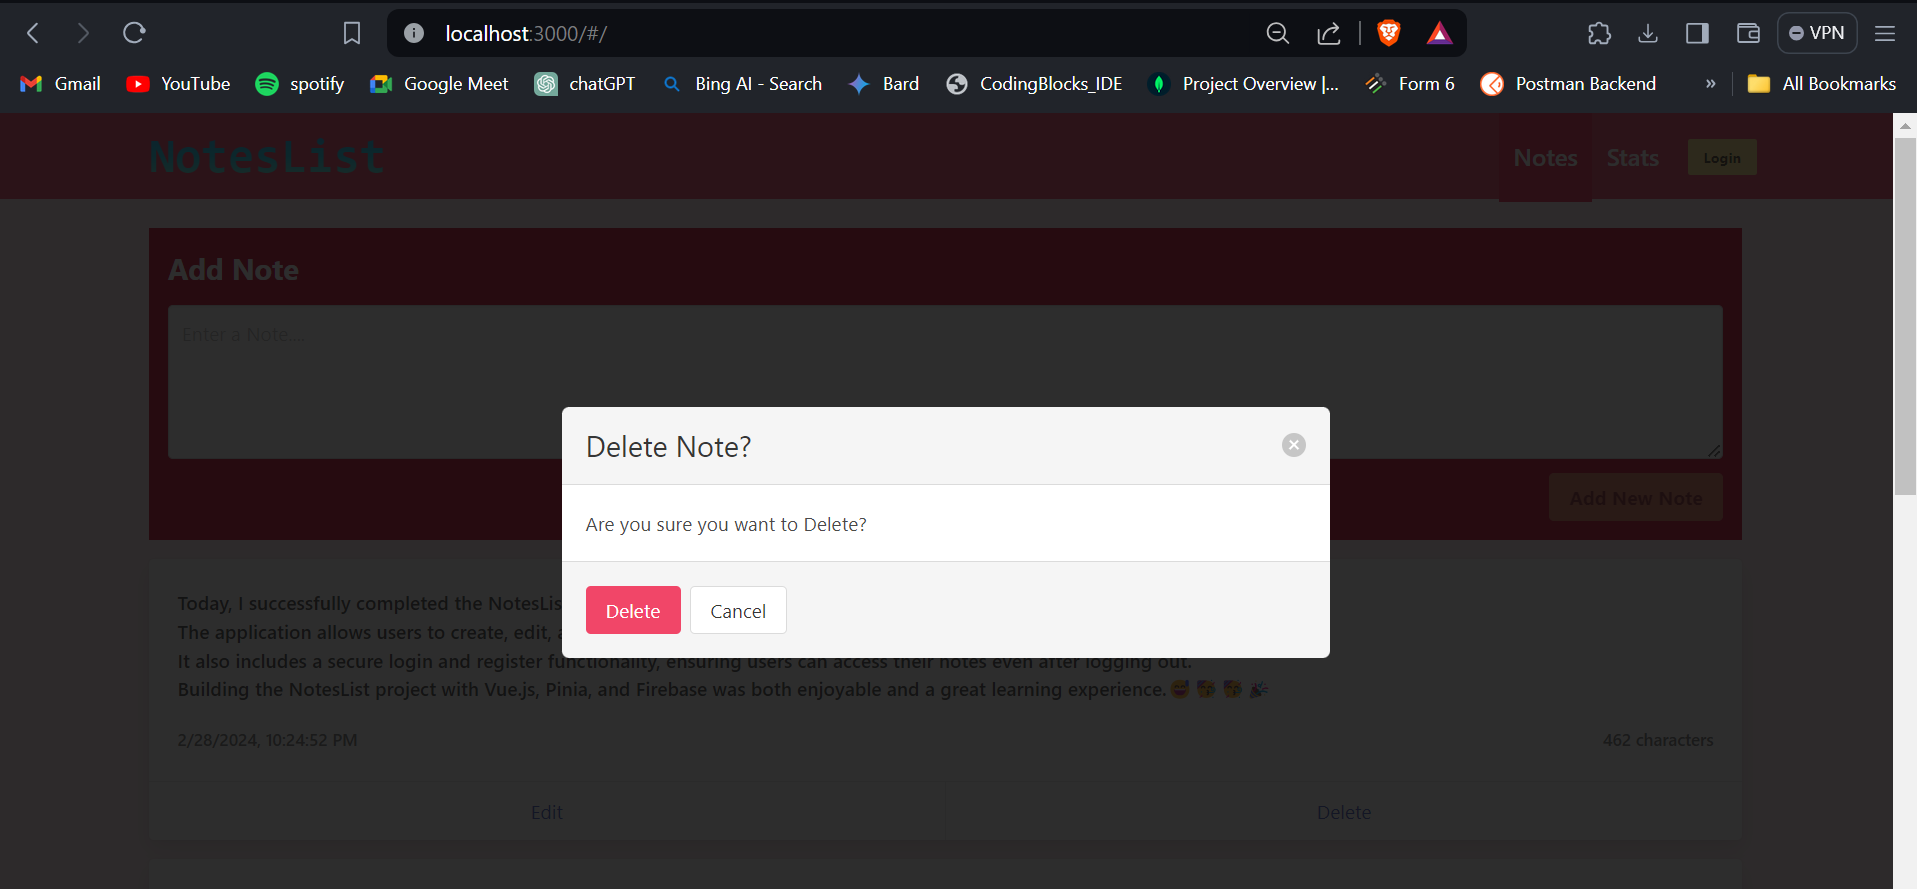 localhost:3000/#/
VPN
Gmail YouTube spotify Google Meet chatGPT Bing AI - Search Bard CodingBlocks_IDE Project Overview |... Form 6 Postman Backend » All Bookmarks
NotesList Notes Stats Login
Add Note
Enter a Note...
Add New Note
Delete Note?
Are you sure you want to Delete?
Delete Cancel
Today, I successfully completed the NotesLis
The application allows users to create, edit,
It also includes a secure login and register functionality, ensuring users can access their notes even after logging out.
Building the NotesList project with Vue.js, Pinia, and Firebase was both enjoyable and a great learning experience.😅 🥳 🥳 🎉
2/28/2024, 10:24:52 PM 462 characters
Edit Delete